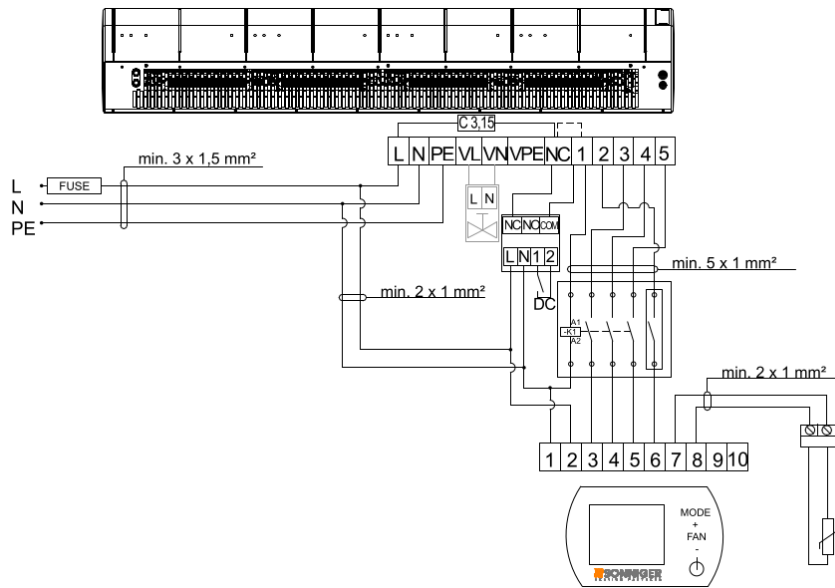 C 3,15
L N PE VL VN VPE NC 1 2 3 4 5
min. 3 x 1,5 mm²
L
FUSE
N
PE
L N
NC NC COM
L N 1 2
DC
min. 5 x 1 mm²
min. 2 x 1 mm²
A1
-K1
A2
min. 2 x 1 mm²
1 2 3 4 5 6 7 8 9 10
MODE
+
FAN
-
SONNIGER